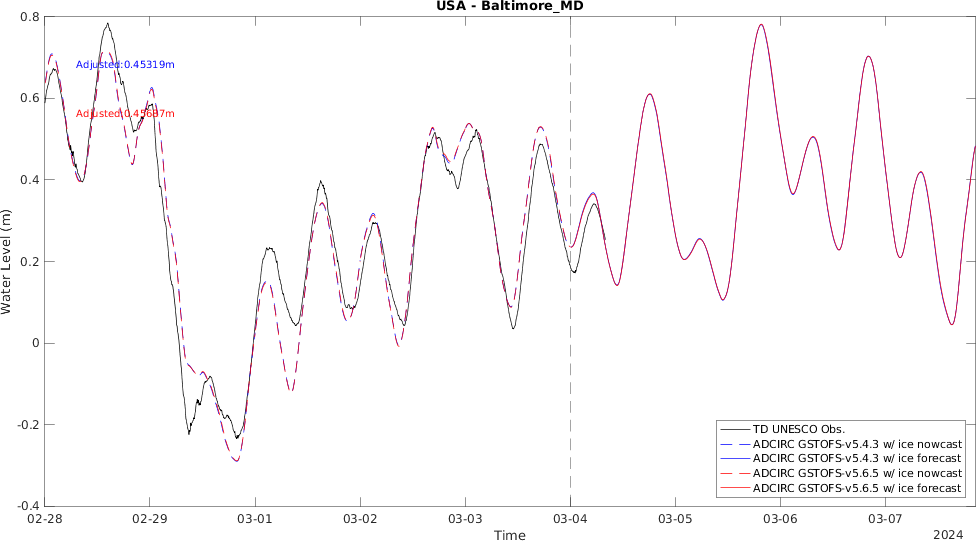 USA - Baltimore_MD
0.8
0.6
0.4
0.2
0
-0.2
-0.4
Water Level (m)
Adjusted:0.45319m
Adjusted:0.45687m
TD UNESCO Obs.
ADCIRC GSTOFS-v5.4.3 w/ ice nowcast
ADCIRC GSTOFS-v5.4.3 w/ ice forecast
ADCIRC GSTOFS-v5.6.5 w/ ice nowcast
ADCIRC GSTOFS-v5.6.5 w/ ice forecast
02-28 02-29 03-01 03-02 03-03 03-04 03-05 03-06 03-07
Time
2024